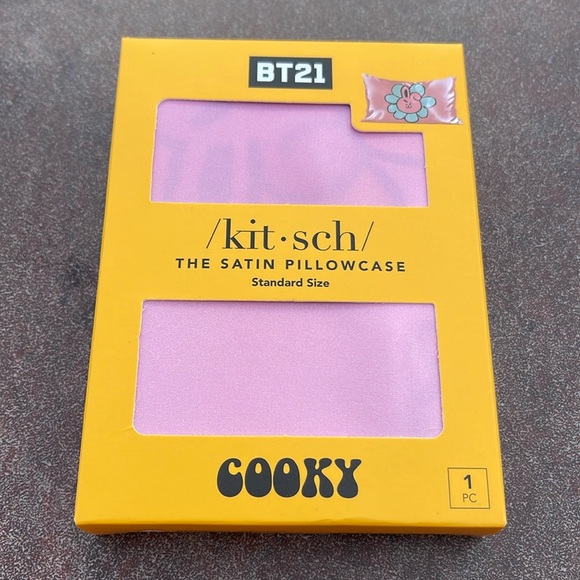 BT21
/kit·sch/
THE SATIN PILLOWCASE
Standard Size
COOKY
1
PC